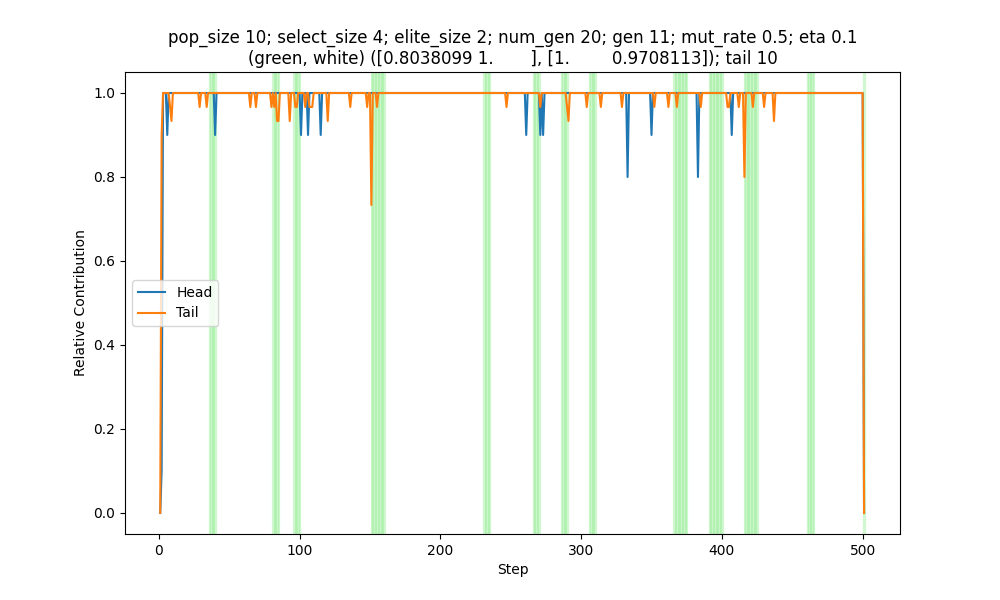 pop_size 10; select_size 4; elite_size 2; num_gen 20; gen 11; mut_rate 0.5; eta 0.1
(green, white) ([0.8038099 1.        ], [1.        0.9708113]); tail 10
1.0
0.8
0.6
0.4
0.2
0.0
Relative Contribution
Head
Tail
0
100
200
300
400
500
Step